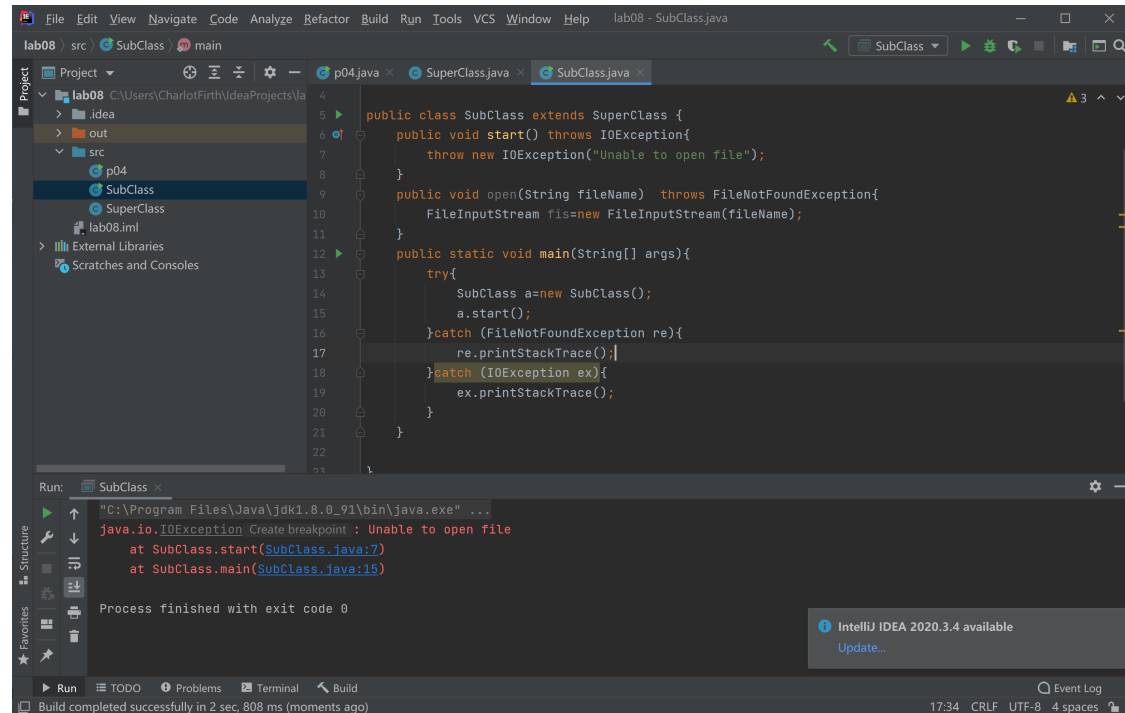 File Edit View Navigate Code Analyze Refactor Build Run Tools VCS Window Help lab08 - SubClass.java
lab08 〉 src 〉 SubClass 〉 main
SubClass
Project
Project
p04.java
SuperClass.java
SubClass.java
lab08 C:\Users\CharlotFirth\IdeaProjects\la
.idea
out
src
p04
SubClass
SuperClass
lab08.iml
External Libraries
Scratches and Consoles
3
4
5 public class SubClass extends SuperClass {
6 public void start() throws IOException{
7 throw new IOException("Unable to open file");
8 }
9 public void open(String fileName)  throws FileNotFoundException{
10 FileInputStream fis=new FileInputStream(fileName);
11 }
12 public static void main(String[] args){
13 try{
14 SubClass a=new SubClass();
15 a.start();
16 }catch (FileNotFoundException re){
17 re.printStackTrace();
18 }catch (IOException ex){
19 ex.printStackTrace();
20 }
21 }
22
23 }
Run: SubClass
"C:\Program Files\Java\jdk1.8.0_91\bin\java.exe" ...
java.io.IOException Create breakpoint : Unable to open file
at SubClass.start(SubClass.java:7)
at SubClass.main(SubClass.java:15)
Process finished with exit code 0
Structure
Favorites
IntelliJ IDEA 2020.3.4 available
Update...
Run TODO Problems Terminal Build Event Log
Build completed successfully in 2 sec, 808 ms (moments ago) 17:34 CRLF UTF-8 4 spaces